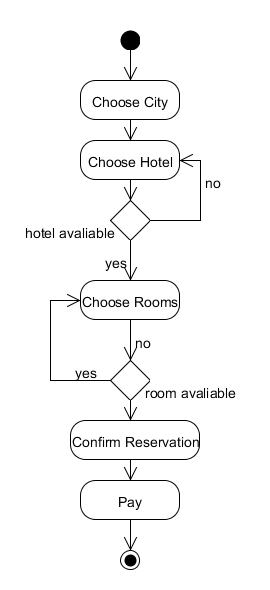 Choose City
Choose Hotel
no
hotel avaliable
yes
Choose Rooms
no
yes
room avaliable
Confirm Reservation
Pay